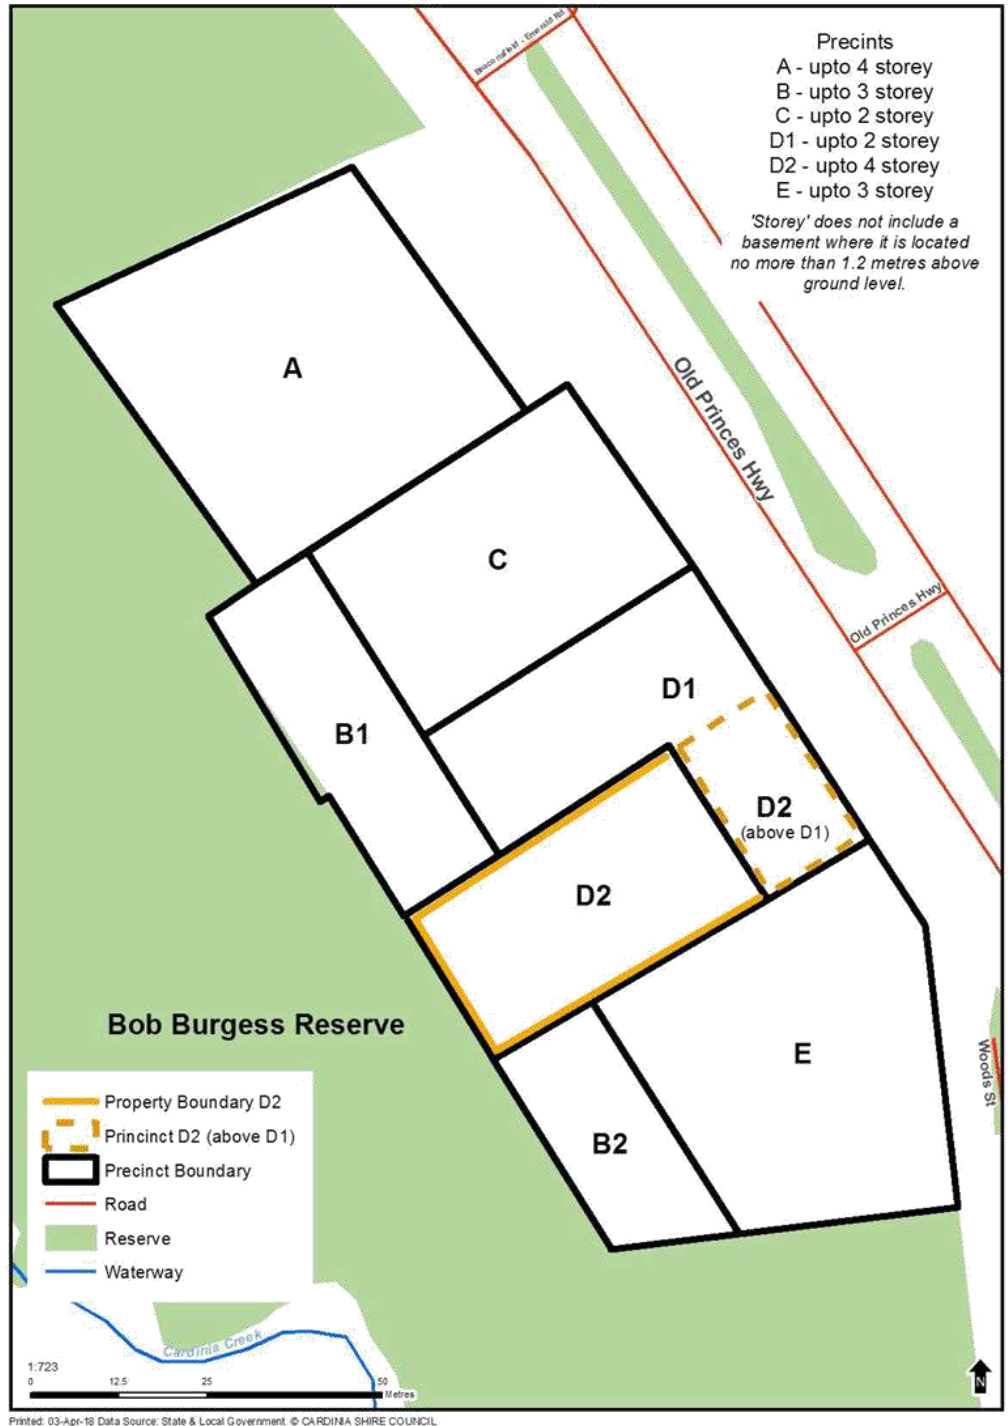 Beaconsfield - Emerald Rd
Precints
A - upto 4 storey
B - upto 3 storey
C - upto 2 storey
D1 - upto 2 storey
D2 - upto 4 storey
E - upto 3 storey
'Storey' does not include a
basement where it is located
no more than 1.2 metres above
ground level.
A
Old Princes Hwy
C
Old Princes Hwy
D1
B1
D2
(above D1)
D2
Bob Burgess Reserve
E
Woods St
B2
Property Boundary D2
Princinct D2 (above D1)
Precinct Boundary
Road
Reserve
Waterway
Cardinia Creek
1:723
0 12.5 25 50
Metres
N
Printed: 03-Apr-18 Data Source: State & Local Government. © CARDINIA SHIRE COUNCIL